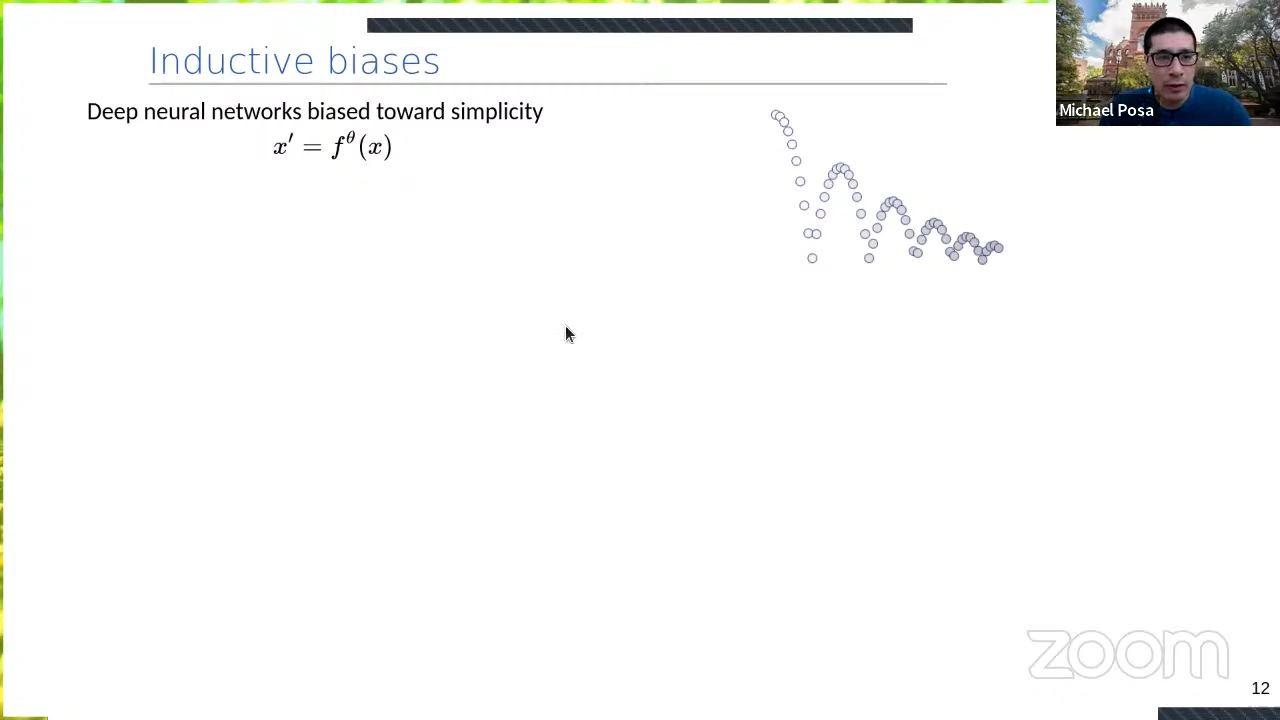 Inductive biases
Deep neural networks biased toward simplicity
x′ = f^θ(x)
Michael Posa
zoom
12